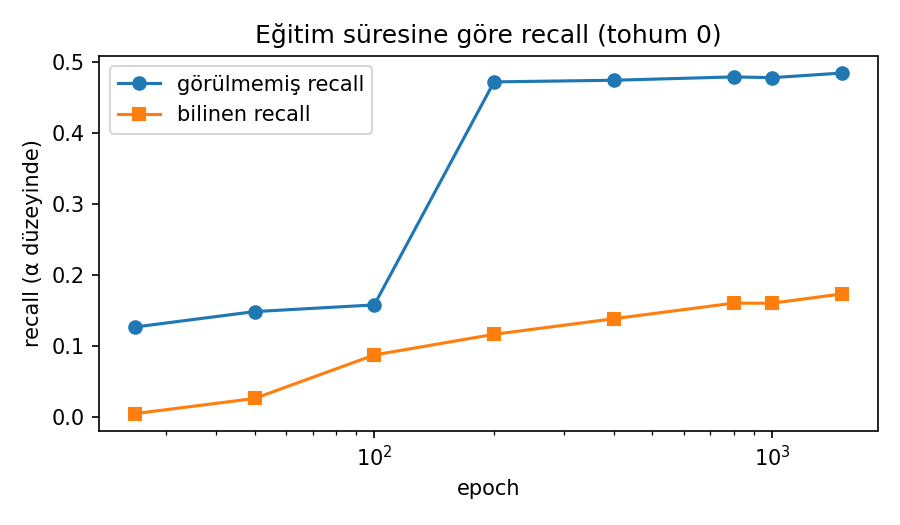 Eğitim süresine göre recall (tohum 0)
görülmemiş recall
bilinen recall
recall (α düzeyinde)
0.5
0.4
0.3
0.2
0.1
0.0
10²
10³
epoch